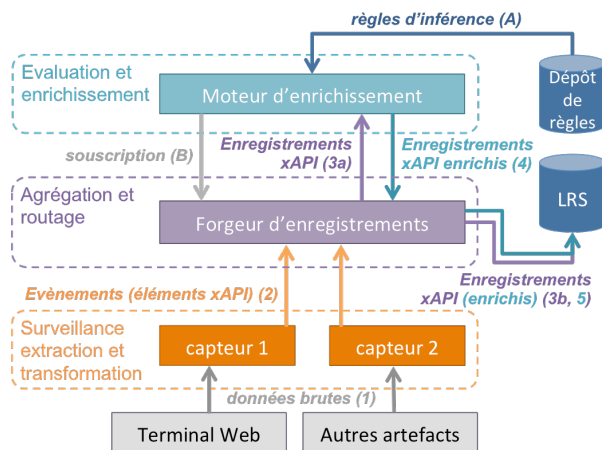 règles d'inférence (A)
Evaluation et
enrichissement
Moteur d'enrichissement
Dépôt
de
règles
souscription (B)
Enregistrements
xAPI (3a)
Enregistrements
xAPI enrichis (4)
Agrégation et
routage
Forgeur d'enregistrements
LRS
Enregistrements
xAPI (enrichis) (3b, 5)
Evènements (éléments xAPI) (2)
Surveillance
extraction et
transformation
capteur 1
capteur 2
données brutes (1)
Terminal Web
Autres artefacts